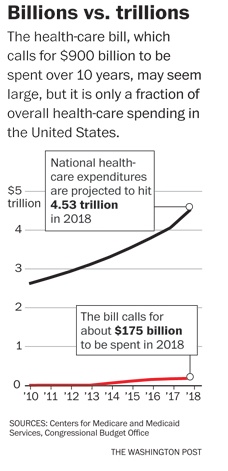 Billions vs. trillions
The health-care bill, which
calls for $900 billion to be
spent over 10 years, may seem
large, but it is only a fraction of
overall health-care spending in
the United States.
National health-
care expenditures
are projected to hit
4.53 trillion
in 2018
$5
trillion
4
3
2
The bill calls for
about $175 billion
to be spent in 2018
1
0
'10 '11 '12 '13 '14 '15 '16 '17 '18
SOURCES: Centers for Medicare and Medicaid
Services, Congressional Budget Office
THE WASHINGTON POST